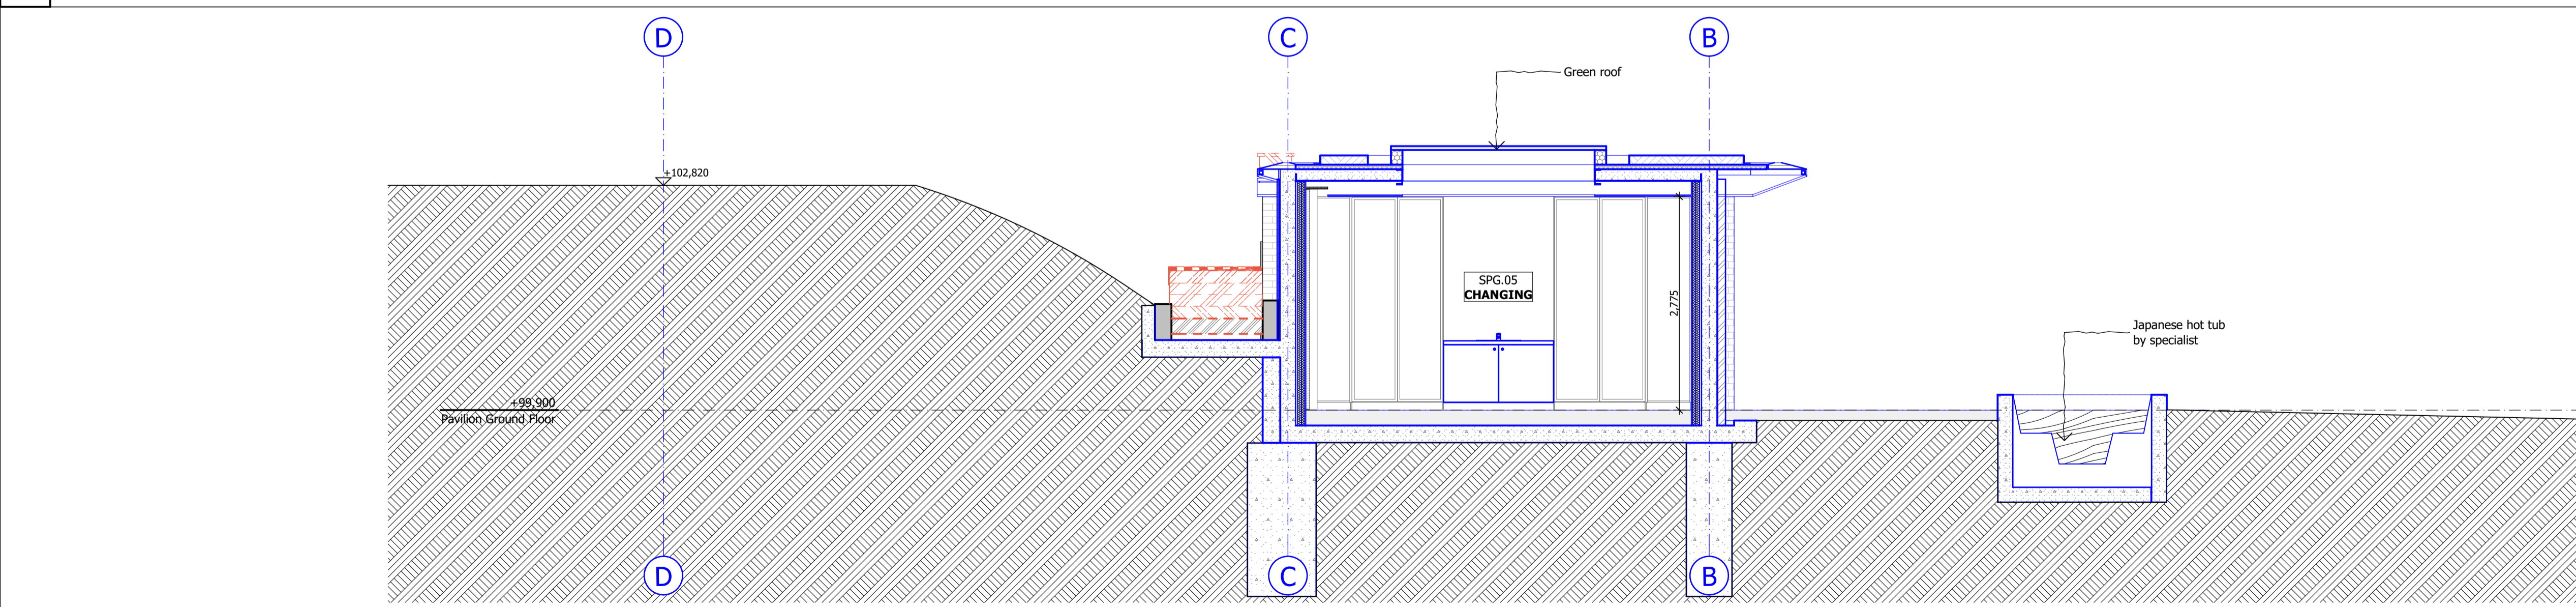 D
C
B
Green roof
+102,820
SPG.05
CHANGING
2,775
Japanese hot tub
by specialist
+99,900
Pavilion Ground Floor
D
C
B